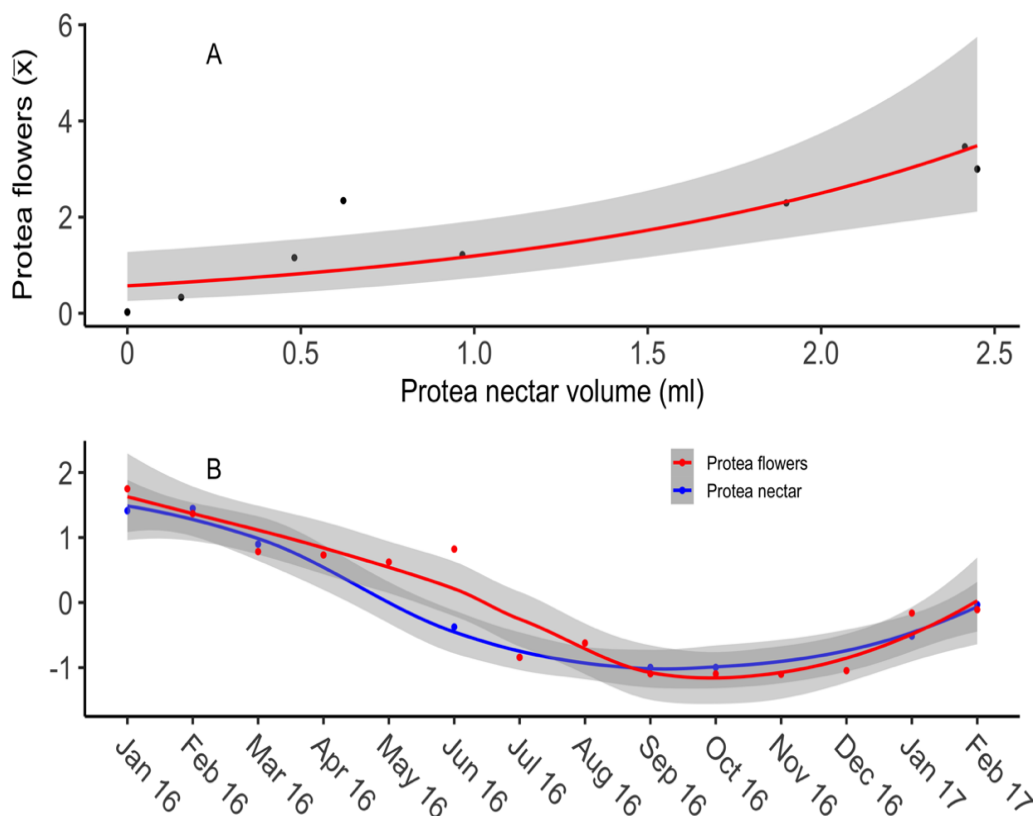 A
Protea flowers (x̅)
6
4
2
0
0 0.5 1.0 1.5 2.0 2.5
Protea nectar volume (ml)
B
Protea flowers
Protea nectar
2
1
0
-1
Jan 16
Feb 16
Mar 16
Apr 16
May 16
Jun 16
Jul 16
Aug 16
Sep 16
Oct 16
Nov 16
Dec 16
Jan 17
Feb 17